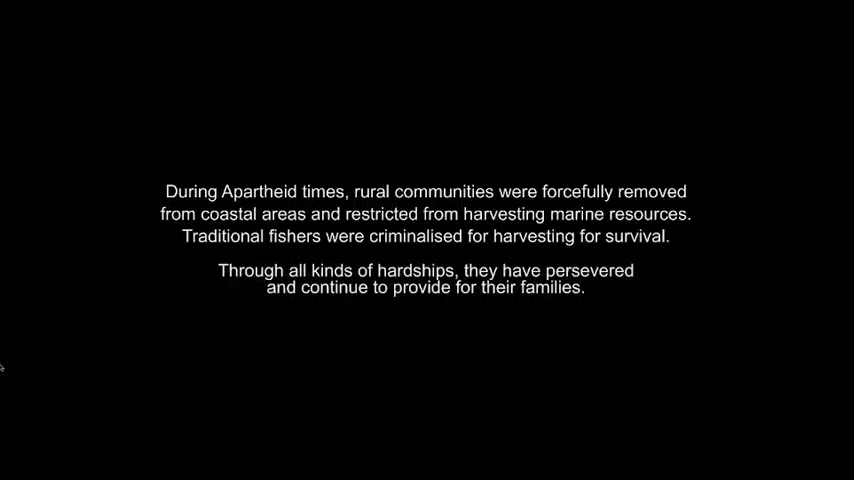 During Apartheid times, rural communities were forcefully removed
from coastal areas and restricted from harvesting marine resources.
Traditional fishers were criminalised for harvesting for survival.
Through all kinds of hardships, they have persevered
and continue to provide for their families.